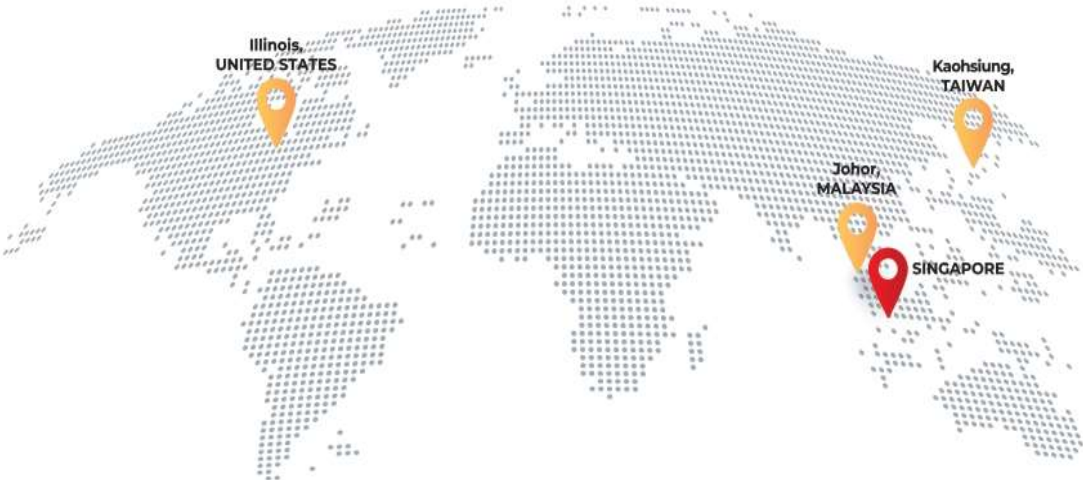 Illinois,
UNITED STATES
Kaohsiung,
TAIWAN
Johor,
MALAYSIA
SINGAPORE